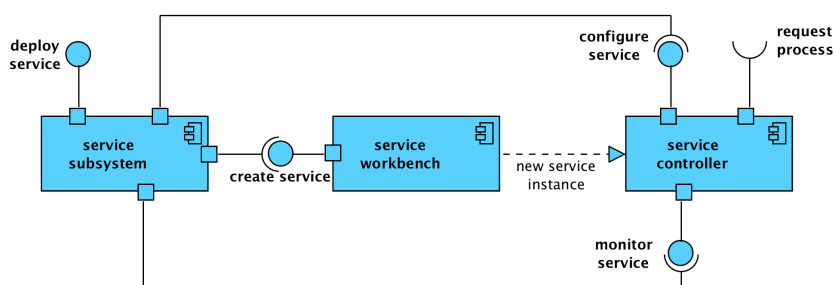 deploy
service
configure
service
request
process
service
subsystem
create service
service
workbench
new service
instance
service
controller
monitor
service